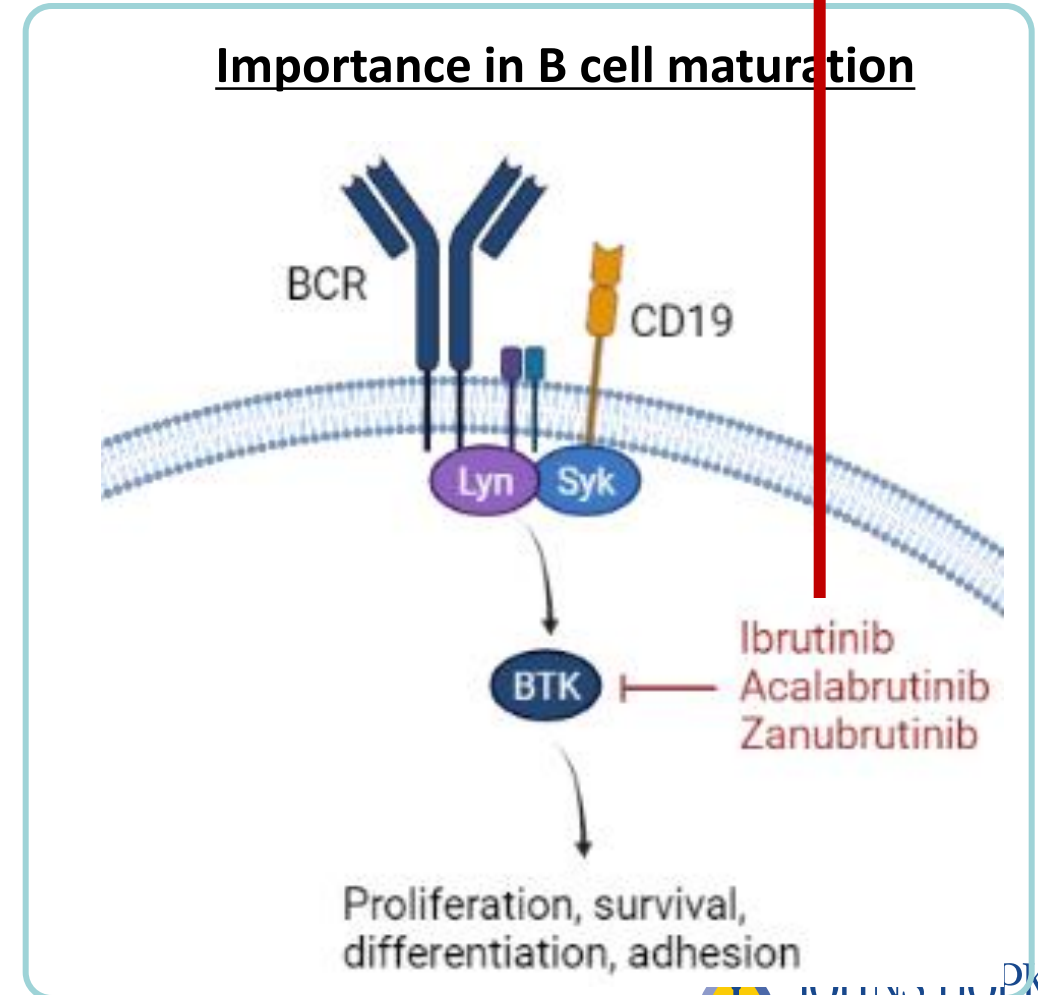 Importance in B cell maturation
BCR
CD19
Lyn
Syk
BTK
Ibrutinib
Acalabrutinib
Zanubrutinib
Proliferation, survival,
differentiation, adhesion